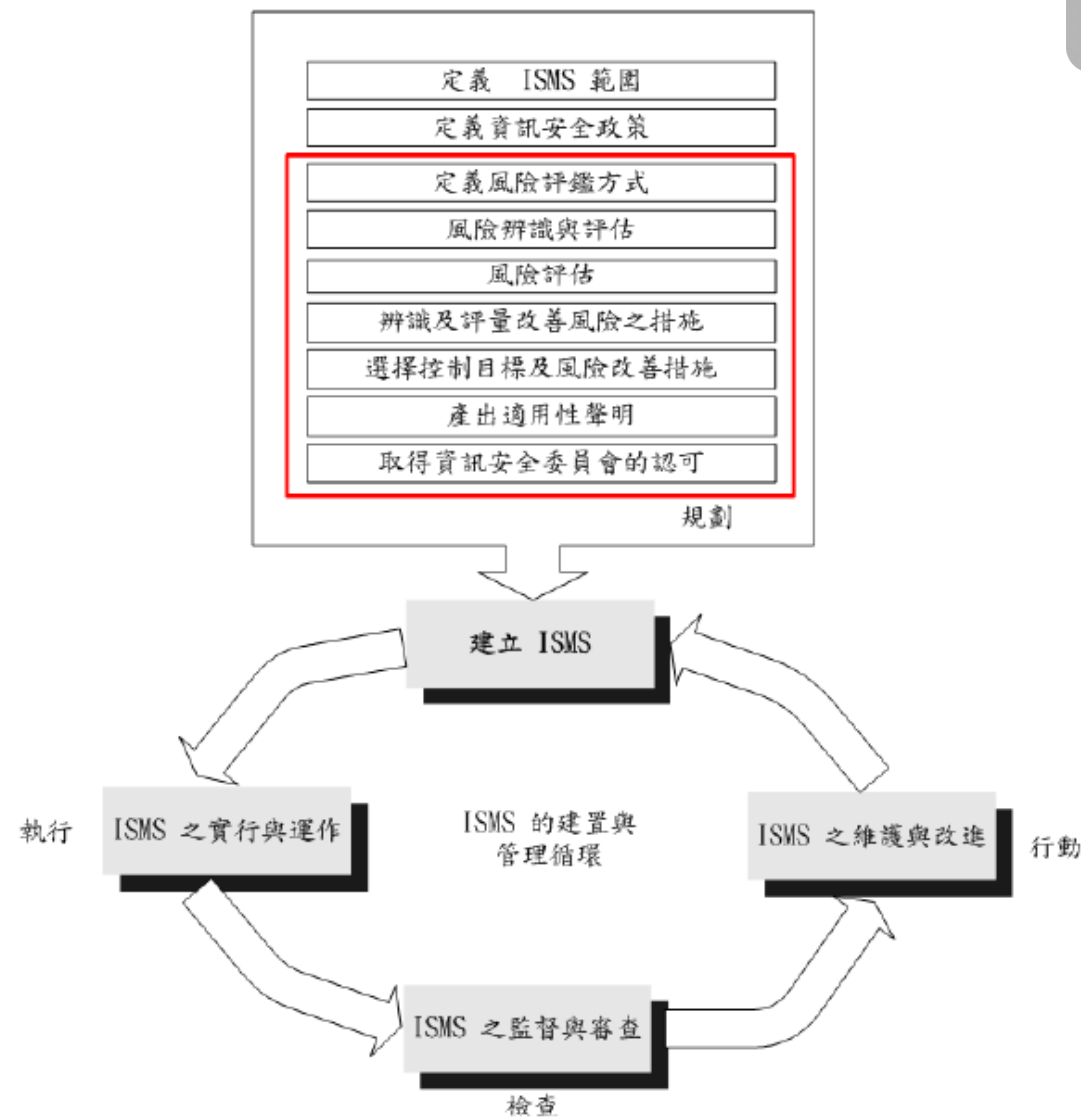 定義 ISMS 範圍
定義資訊安全政策
定義風險評鑑方式
風險辨識與評估
風險評估
辨識及評量改善風險之措施
選擇控制目標及風險改善措施
產出適用性聲明
取得資訊安全委員會的認可
規劃
建立 ISMS
執行
ISMS 之實行與運作
ISMS 的建置與
管理循環
ISMS 之維護與改進
行動
ISMS 之監督與審查
檢查